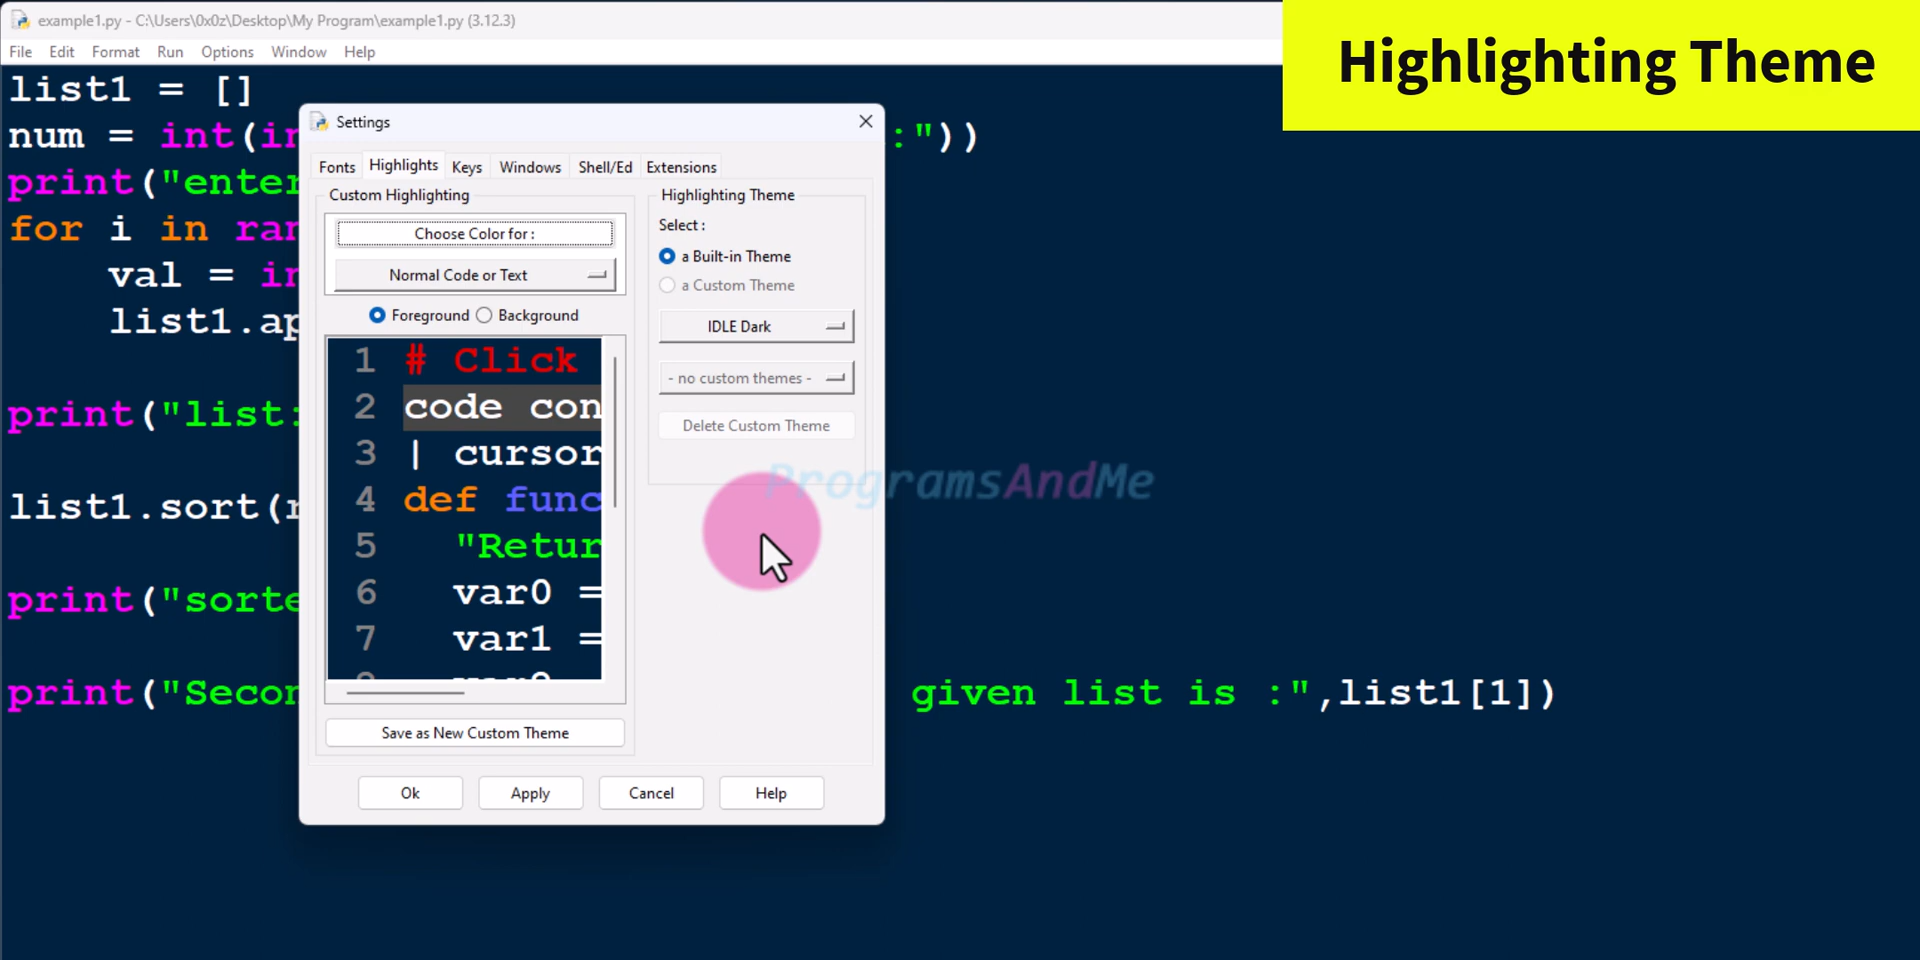 example1.py - C:\Users\0x0z\Desktop\My Program\example1.py (3.12.3)
File Edit Format Run Options Window Help
Highlighting Theme
list1 = []
num = int(in
:"))
print("enter
for i in ran
val = in
list1.ap
print("list:
list1.sort(r
print("sorte
print("Secon
given list is :",list1[1])
Settings
Fonts Highlights Keys Windows Shell/Ed Extensions
Custom Highlighting
Choose Color for :
Normal Code or Text
Foreground Background
1 # Click
2 code con
3 | cursor
4 def func
5 "Retur
6 var0 =
7 var1 =
Save as New Custom Theme
Highlighting Theme
Select :
a Built-in Theme
a Custom Theme
IDLE Dark
- no custom themes -
Delete Custom Theme
ProgramsAndMe
Ok Apply Cancel Help